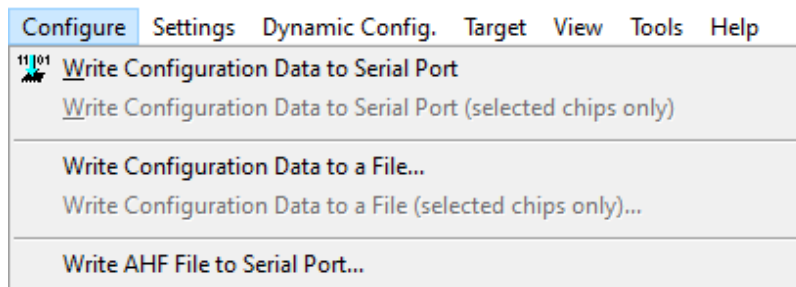 Configure Settings Dynamic Config. Target View Tools Help
Write Configuration Data to Serial Port
Write Configuration Data to Serial Port (selected chips only)
Write Configuration Data to a File...
Write Configuration Data to a File (selected chips only)...
Write AHF File to Serial Port...